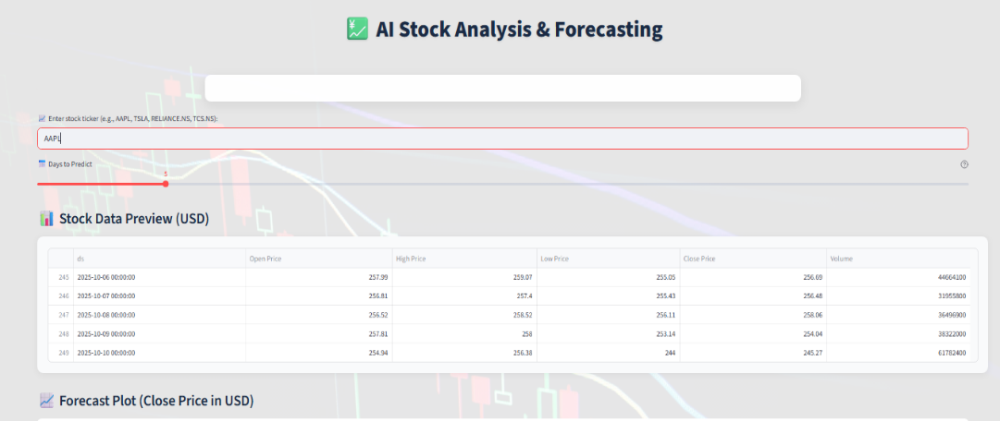 AI Stock Analysis & Forecasting
Enter stock ticker (e.g., AAPL, TSLA, RELIANCE.NS, TCS.NS):
AAPL
Days to Predict
5
Stock Data Preview (USD)
ds Open Price High Price Low Price Close Price Volume
245 2025-10-06 00:00:00 257.99 259.07 255.05 256.69 44664100
246 2025-10-07 00:00:00 256.81 257.4 255.43 256.48 31955800
247 2025-10-08 00:00:00 256.52 258.52 256.11 258.06 36496900
248 2025-10-09 00:00:00 257.81 258 253.14 254.04 38322000
249 2025-10-10 00:00:00 254.94 256.38 244 245.27 61782400
Forecast Plot (Close Price in USD)